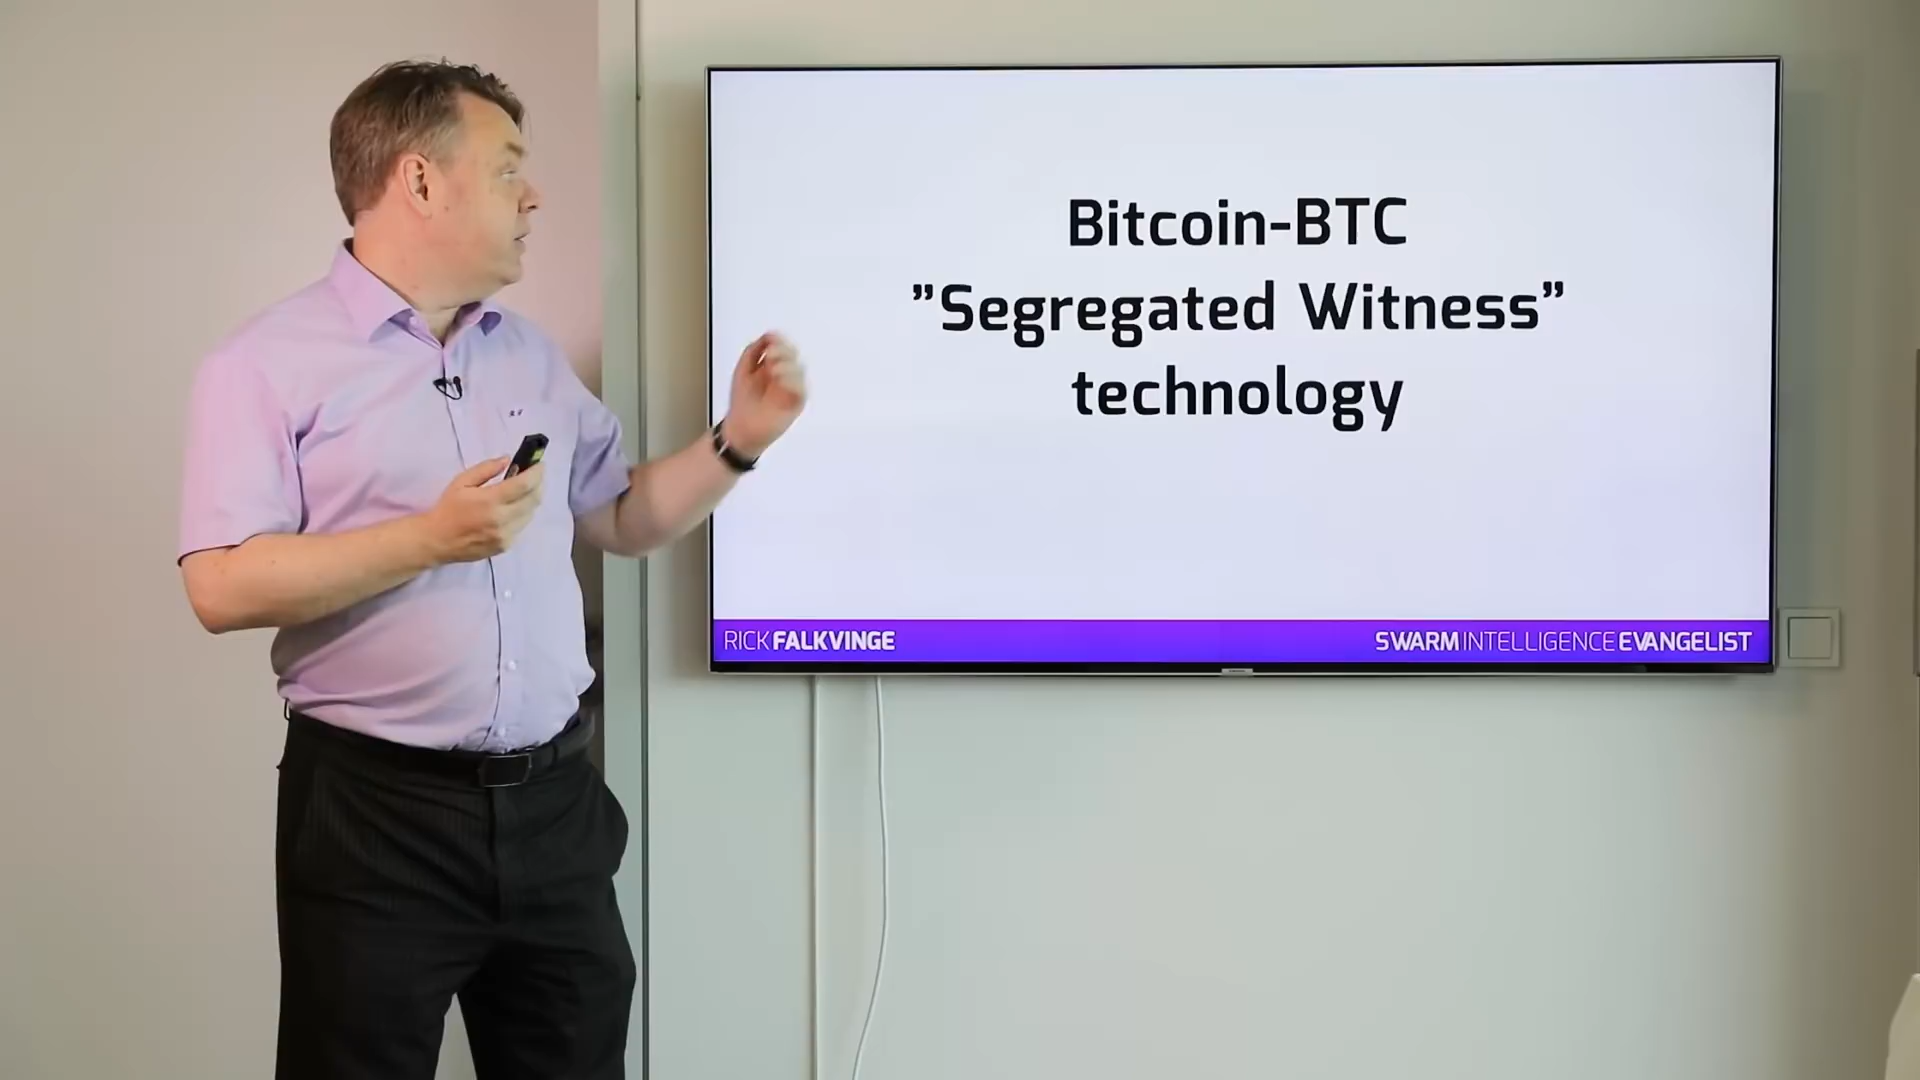 Bitcoin-BTC
”Segregated Witness”
technology
RICKFALKVINGE
SWARMINTELLIGENCEEVANGELIST